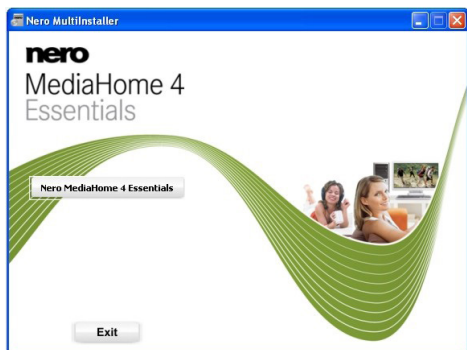 Nero MultiInstaller
nero
MediaHome 4
Essentials
Nero MediaHome 4 Essentials
Exit